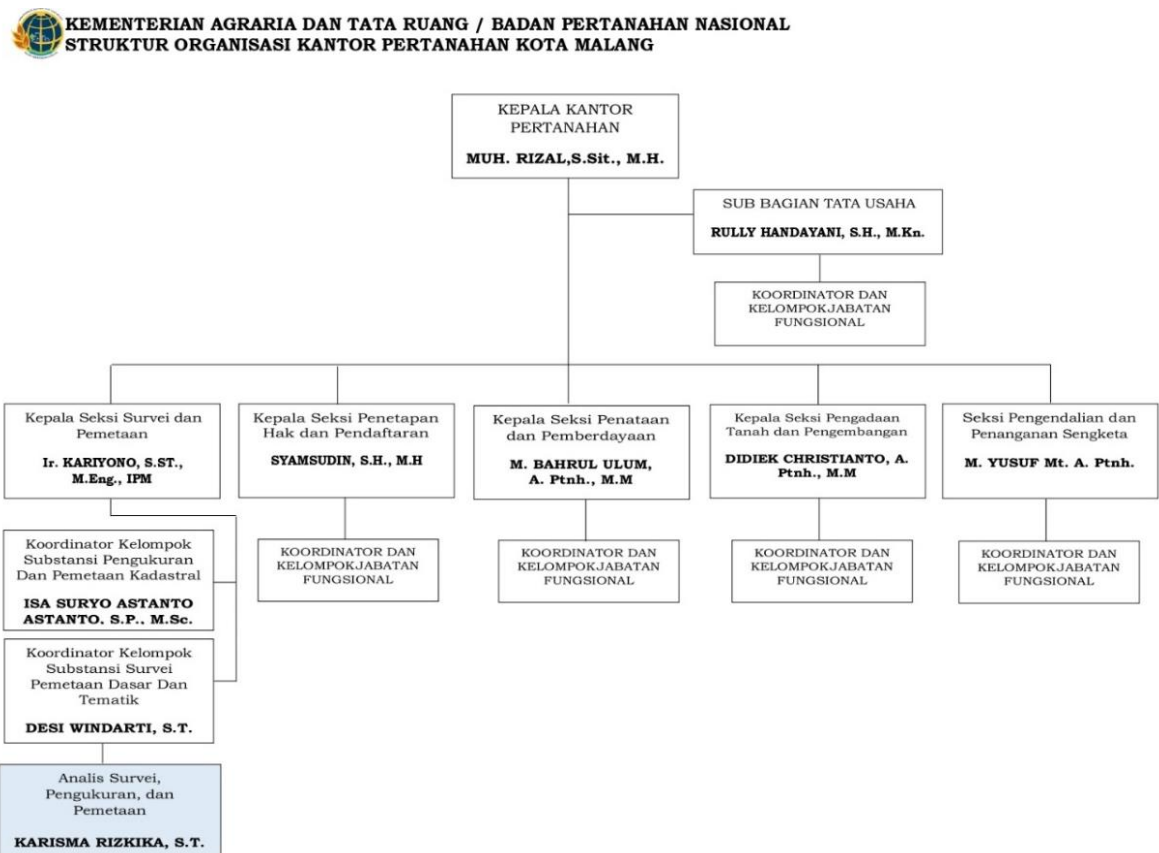 KEMENTERIAN AGRARIA DAN TATA RUANG / BADAN PERTANAHAN NASIONAL
STRUKTUR ORGANISASI KANTOR PERTANAHAN KOTA MALANG
KEPALA KANTOR
PERTANAHAN
MUH. RIZAL,S.Sit., M.H.
SUB BAGIAN TATA USAHA
RULLY HANDAYANI, S.H., M.Kn.
KOORDINATOR DAN
KELOMPOKJABATAN
FUNGSIONAL
Kepala Seksi Survei dan
Pemetaan
Ir. KARIYONO, S.ST.,
M.Eng., IPM
Kepala Seksi Penetapan
Hak dan Pendaftaran
SYAMSUDIN, S.H., M.H
Kepala Seksi Penataan
dan Pemberdayaan
M. BAHRUL ULUM,
A. Ptnh., M.M
Kepala Seksi Pengadaan
Tanah dan Pengembangan
DIDIEK CHRISTIANTO, A.
Ptnh., M.M
Seksi Pengendalian dan
Penanganan Sengketa
M. YUSUF Mt. A. Ptnh.
Koordinator Kelompok
Substansi Pengukuran
Dan Pemetaan Kadastral
ISA SURYO ASTANTO
ASTANTO, S.P., M.Sc.
KOORDINATOR DAN
KELOMPOKJABATAN
FUNGSIONAL
KOORDINATOR DAN
KELOMPOKJABATAN
FUNGSIONAL
KOORDINATOR DAN
KELOMPOKJABATAN
FUNGSIONAL
KOORDINATOR DAN
KELOMPOKJABATAN
FUNGSIONAL
Koordinator Kelompok
Substansi Survei
Pemetaan Dasar Dan
Tematik
DESI WINDARTI, S.T.
Analis Survei,
Pengukuran, dan
Pemetaan
KARISMA RIZKIKA, S.T.